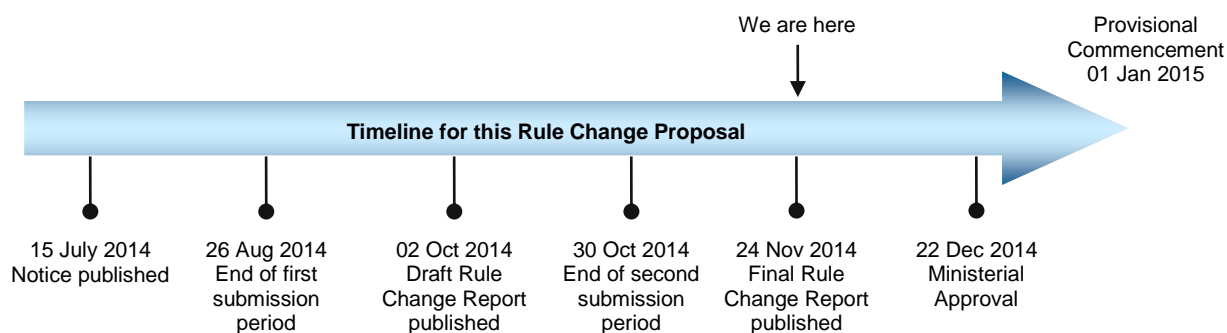 We are here
Provisional
Commencement
01 Jan 2015
Timeline for this Rule Change Proposal
15 July 2014
Notice published
26 Aug 2014
End of first
submission
period
02 Oct 2014
Draft Rule
Change Report
published
30 Oct 2014
End of second
submission
period
24 Nov 2014
Final Rule
Change Report
published
22 Dec 2014
Ministerial
Approval